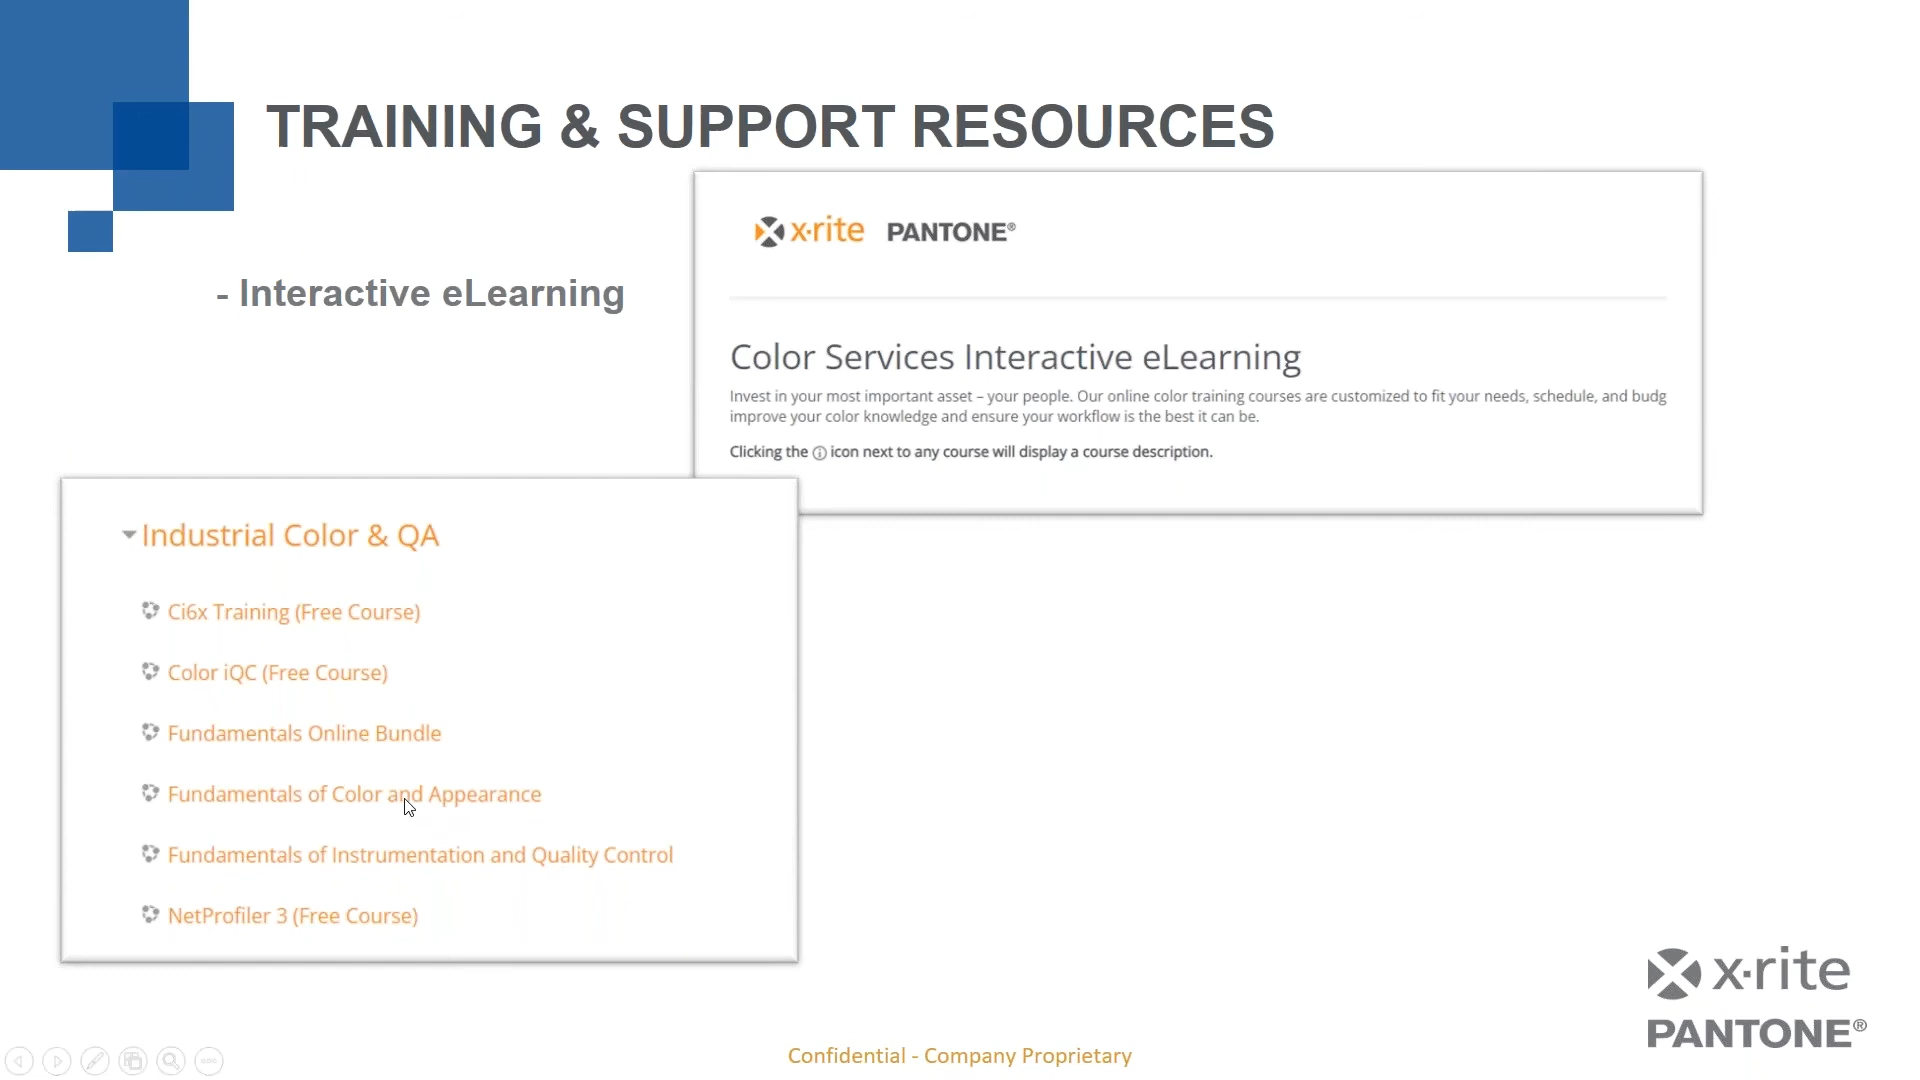 TRAINING & SUPPORT RESOURCES
x·rite PANTONE®
- Interactive eLearning
Color Services Interactive eLearning
Invest in your most important asset – your people. Our online color training courses are customized to fit your needs, schedule, and budg
improve your color knowledge and ensure your workflow is the best it can be.
Clicking the ⓘ icon next to any course will display a course description.
Industrial Color & QA
Ci6x Training (Free Course)
Color iQC (Free Course)
Fundamentals Online Bundle
Fundamentals of Color and Appearance
Fundamentals of Instrumentation and Quality Control
NetProfiler 3 (Free Course)
x·rite
PANTONE®
Confidential - Company Proprietary